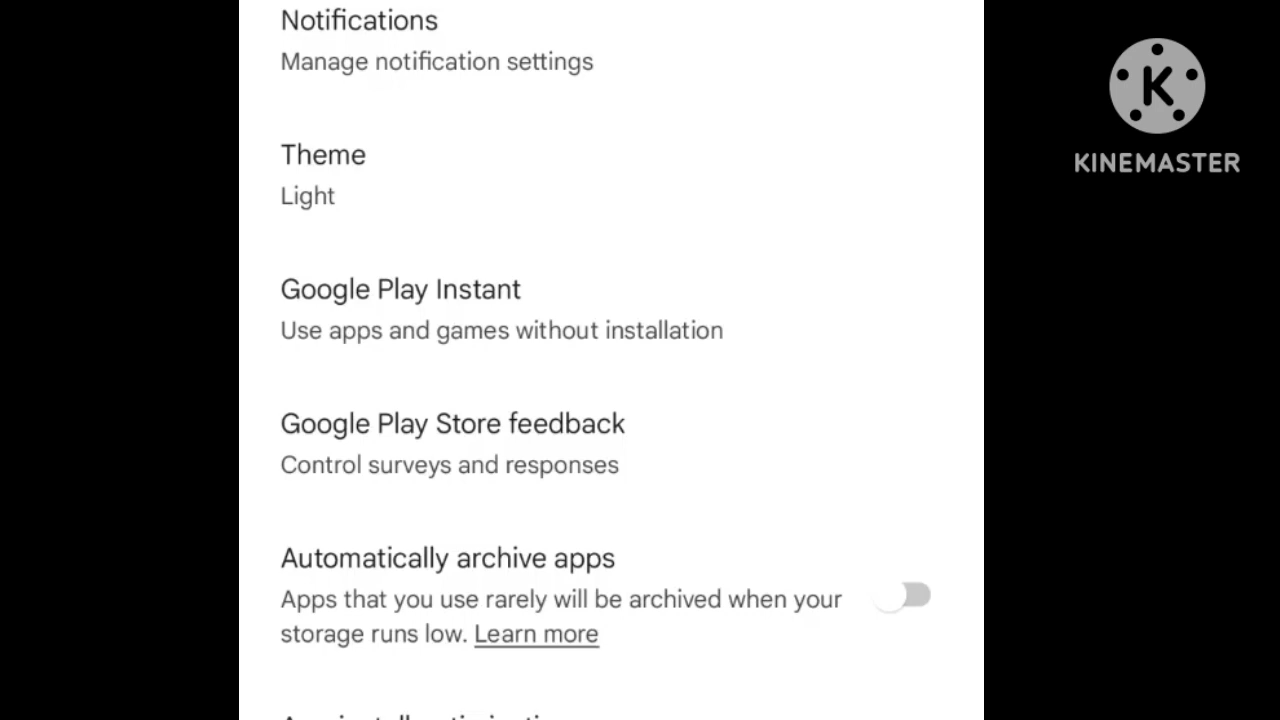 Notifications
Manage notification settings
Theme
Light
Google Play Instant
Use apps and games without installation
Google Play Store feedback
Control surveys and responses
Automatically archive apps
Apps that you use rarely will be archived when your
storage runs low. Learn more
K
KINEMASTER